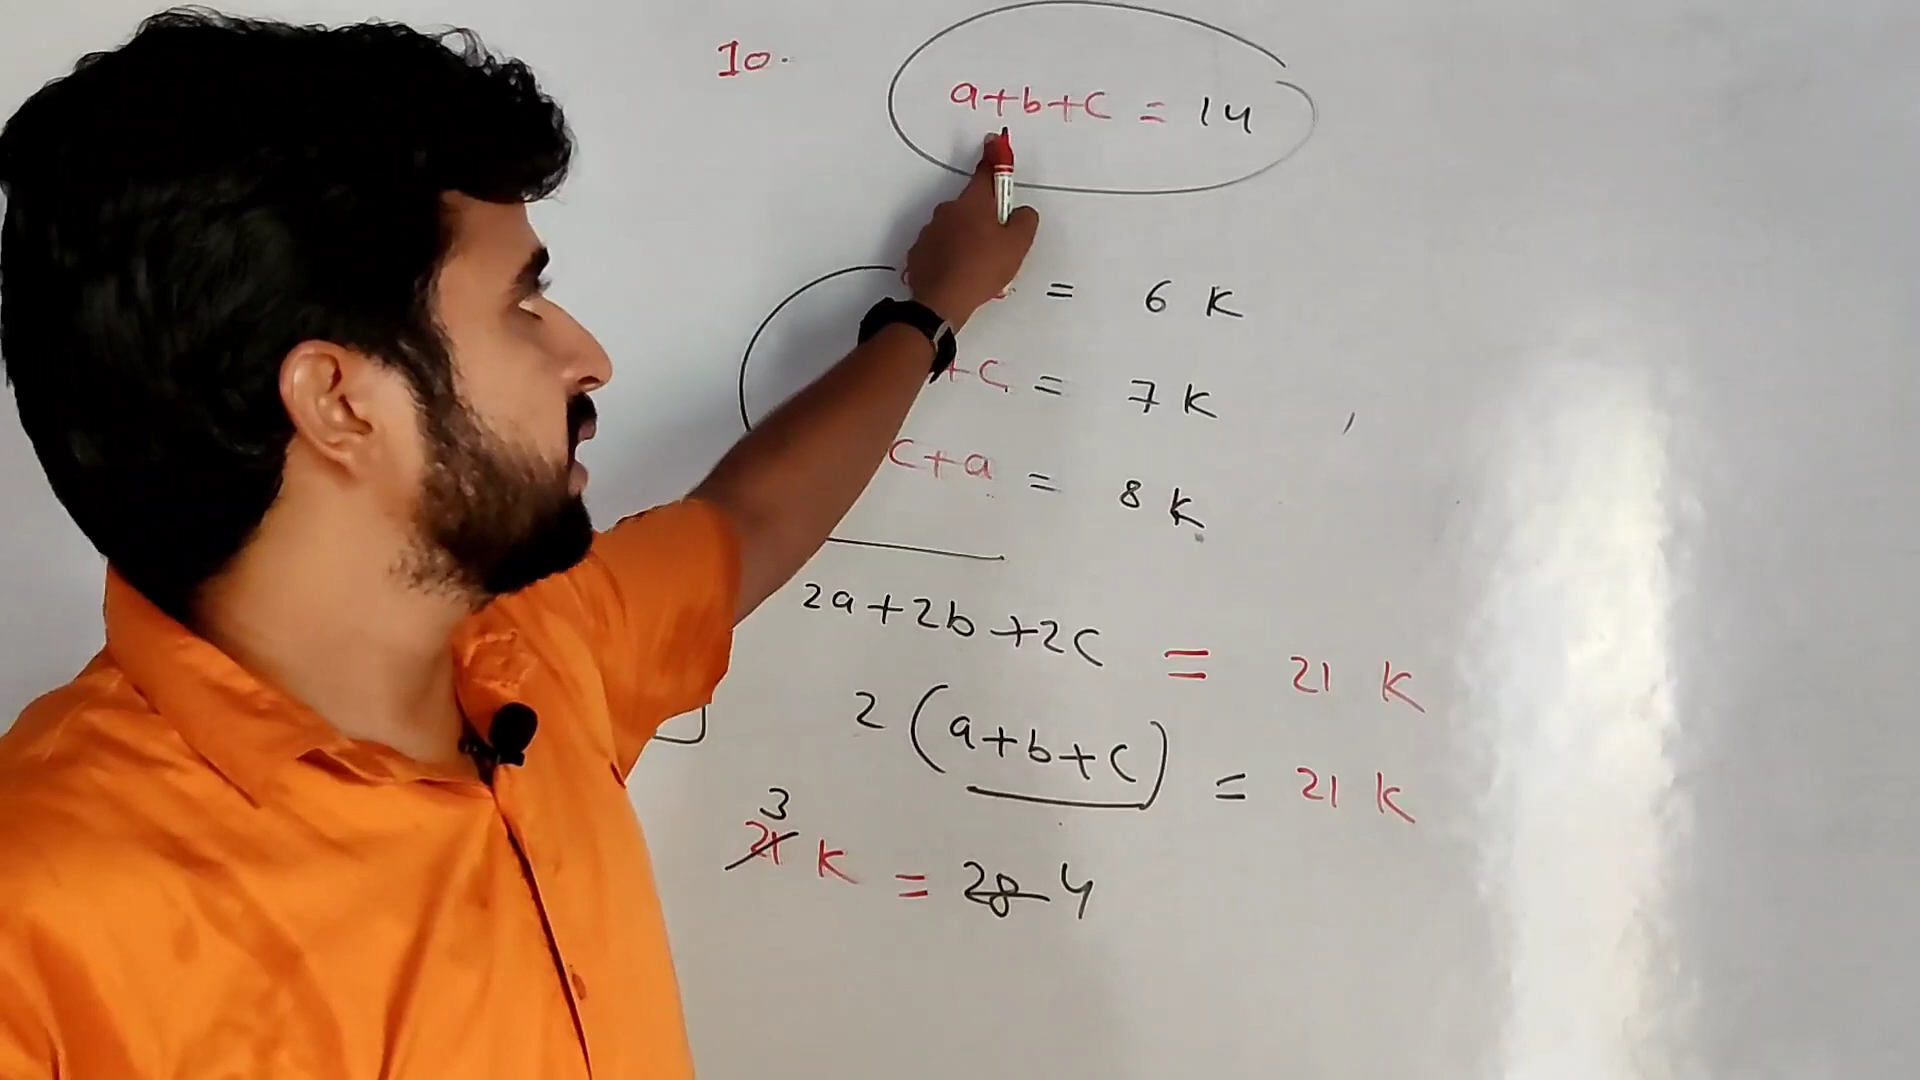 10.
a+b+c = 14
= 6 K
+c = 7 K
c+a = 8 K
2a+2b+2c = 21 K
2 (a+b+c) = 21 K
3
21 K = 28 4